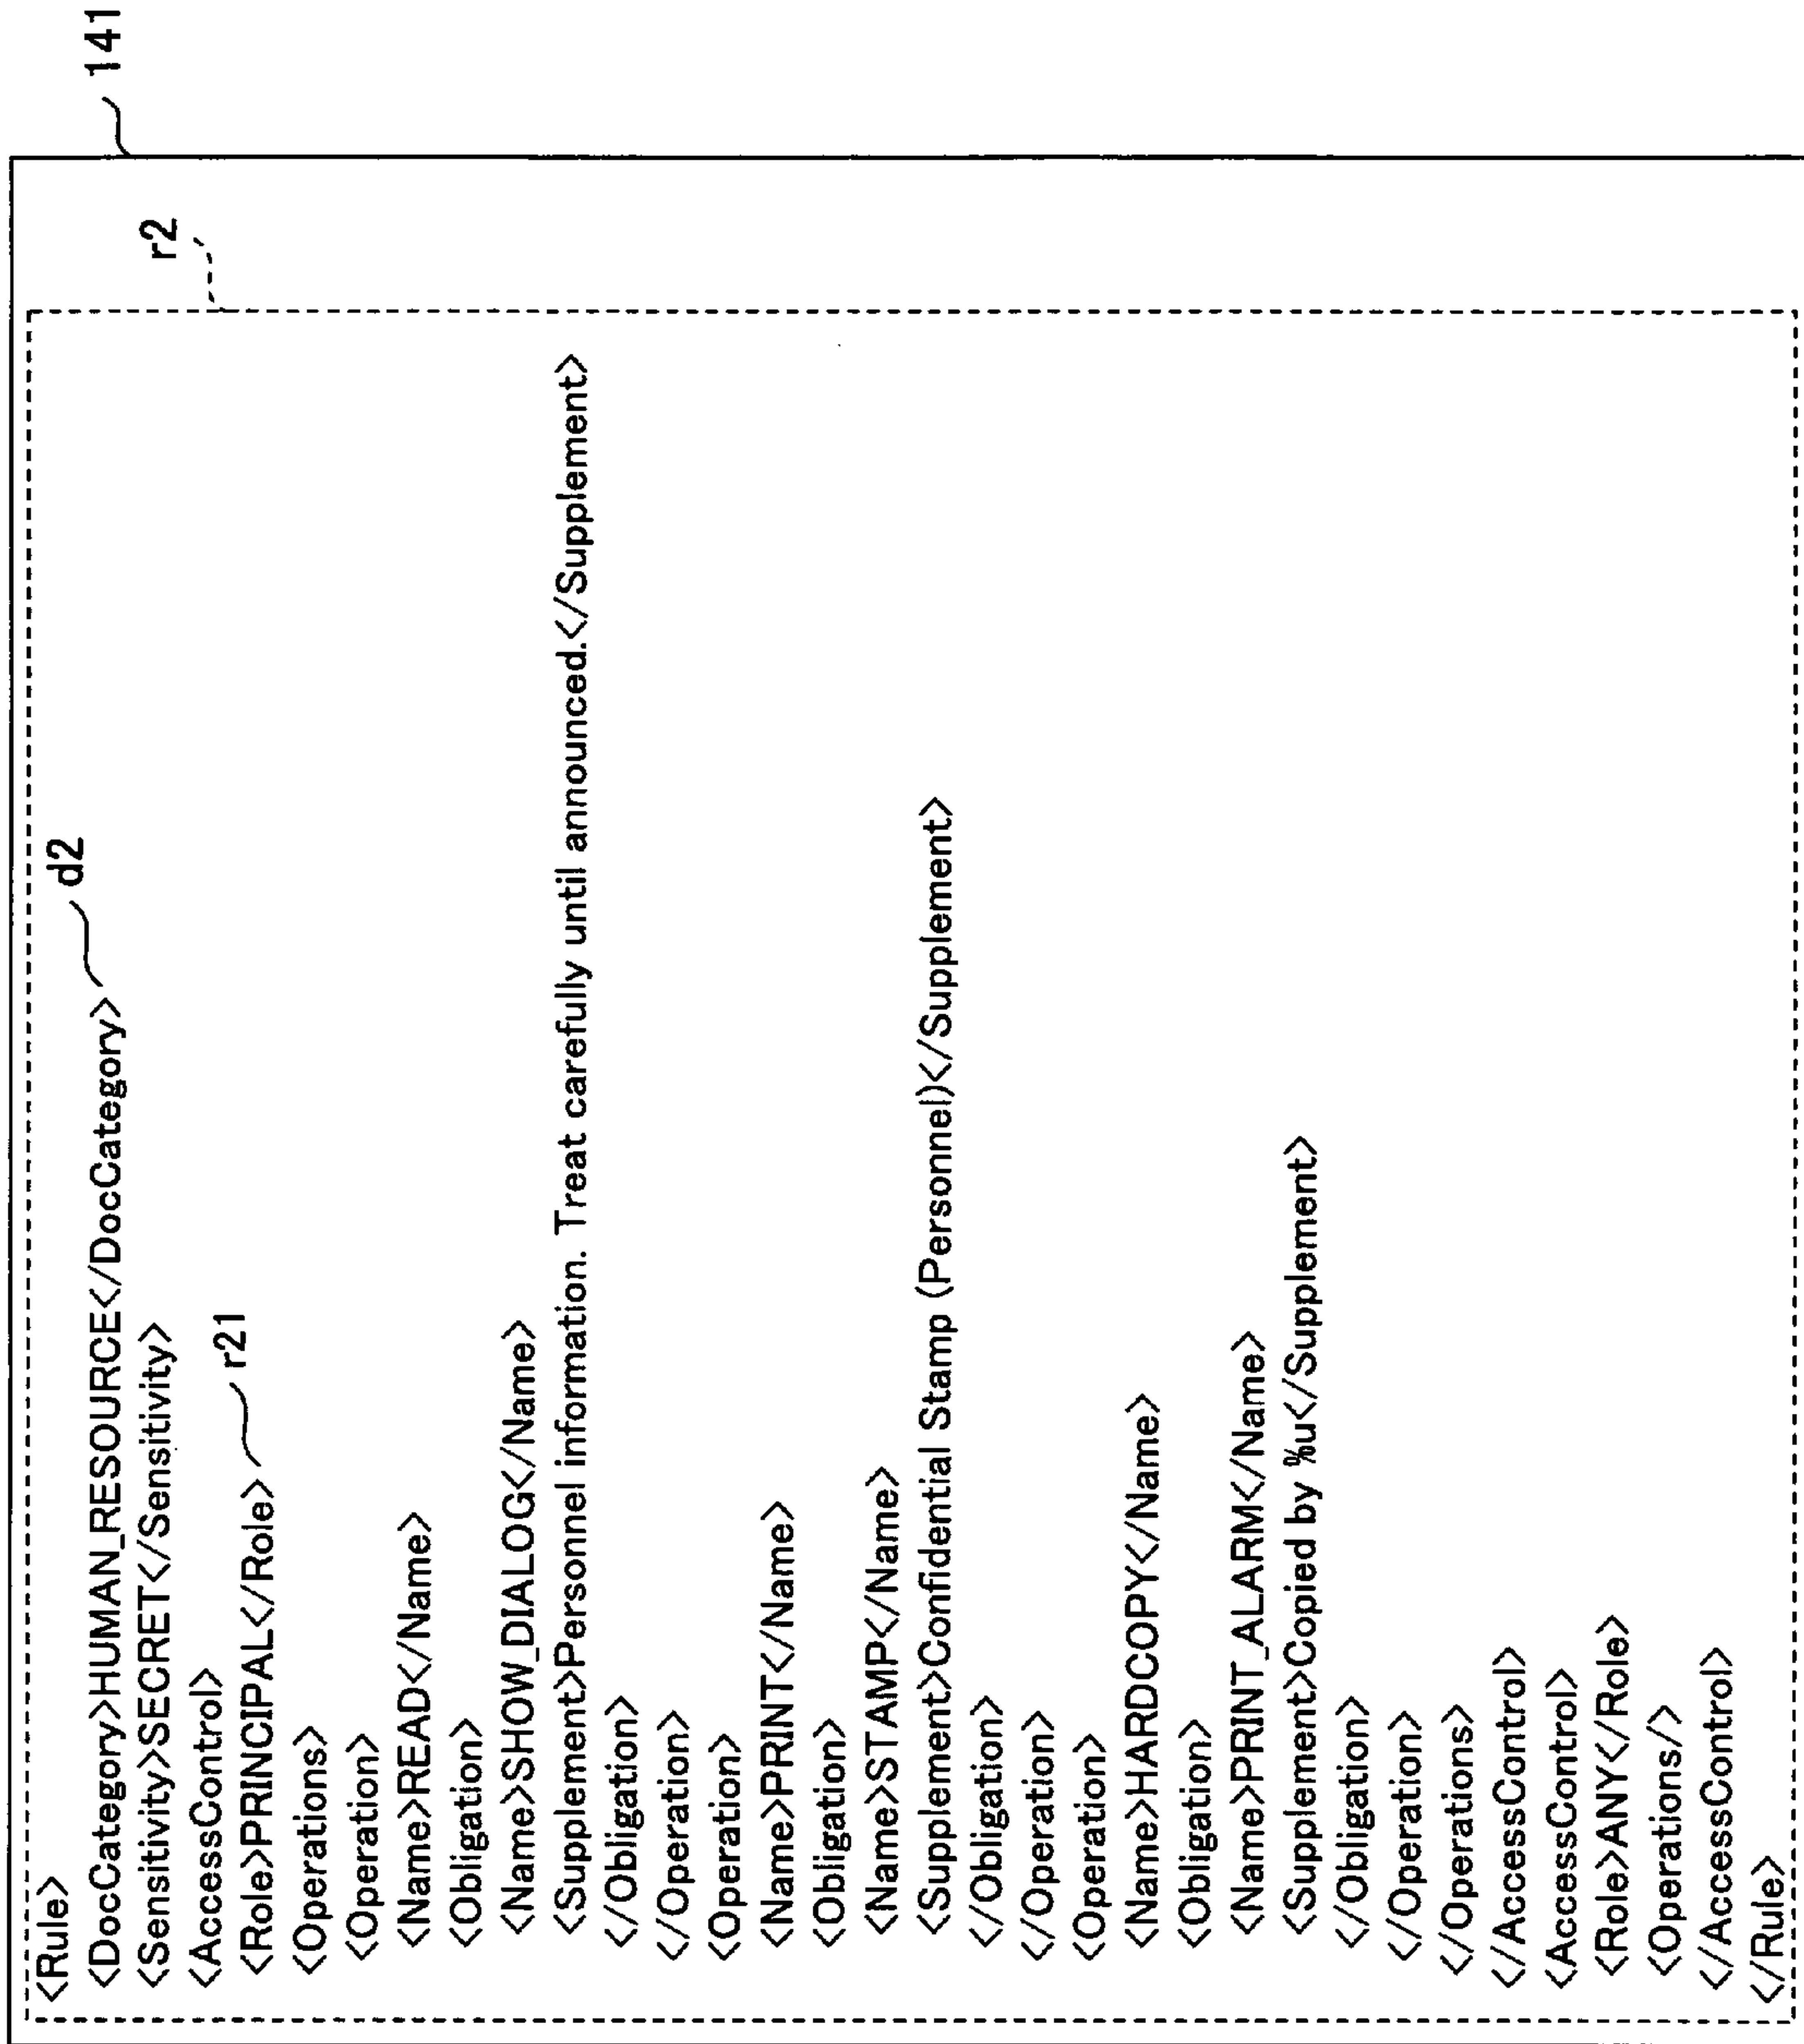 141
r2
<Rule>
d2
<DocCategory>HUMAN_RESOURCE</DocCategory>
<Sensitivity>SECRET</Sensitivity>
<AccessControl>
r21
<Role>PRINCIPAL</Role>
<Operations>
<Operation>
<Name>READ</Name>
<Obligation>
<Name>SHOW_DIALOG</Name>
<Supplement>Personnel information. Treat carefully until announced.</Supplement>
</Obligation>
</Operation>
<Operation>
<Name>PRINT</Name>
<Obligation>
<Name>STAMP</Name>
<Supplement>Confidential Stamp (Personnel)</Supplement>
</Obligation>
</Operation>
<Operation>
<Name>HARDCOPY</Name>
<Obligation>
<Name>PRINT_ALARM</Name>
<Supplement>Copied by %u</Supplement>
</Obligation>
</Operation>
</Operations>
</AccessControl>
<AccessControl>
<Role>ANY</Role>
<Operations/>
</AccessControl>
</Rule>